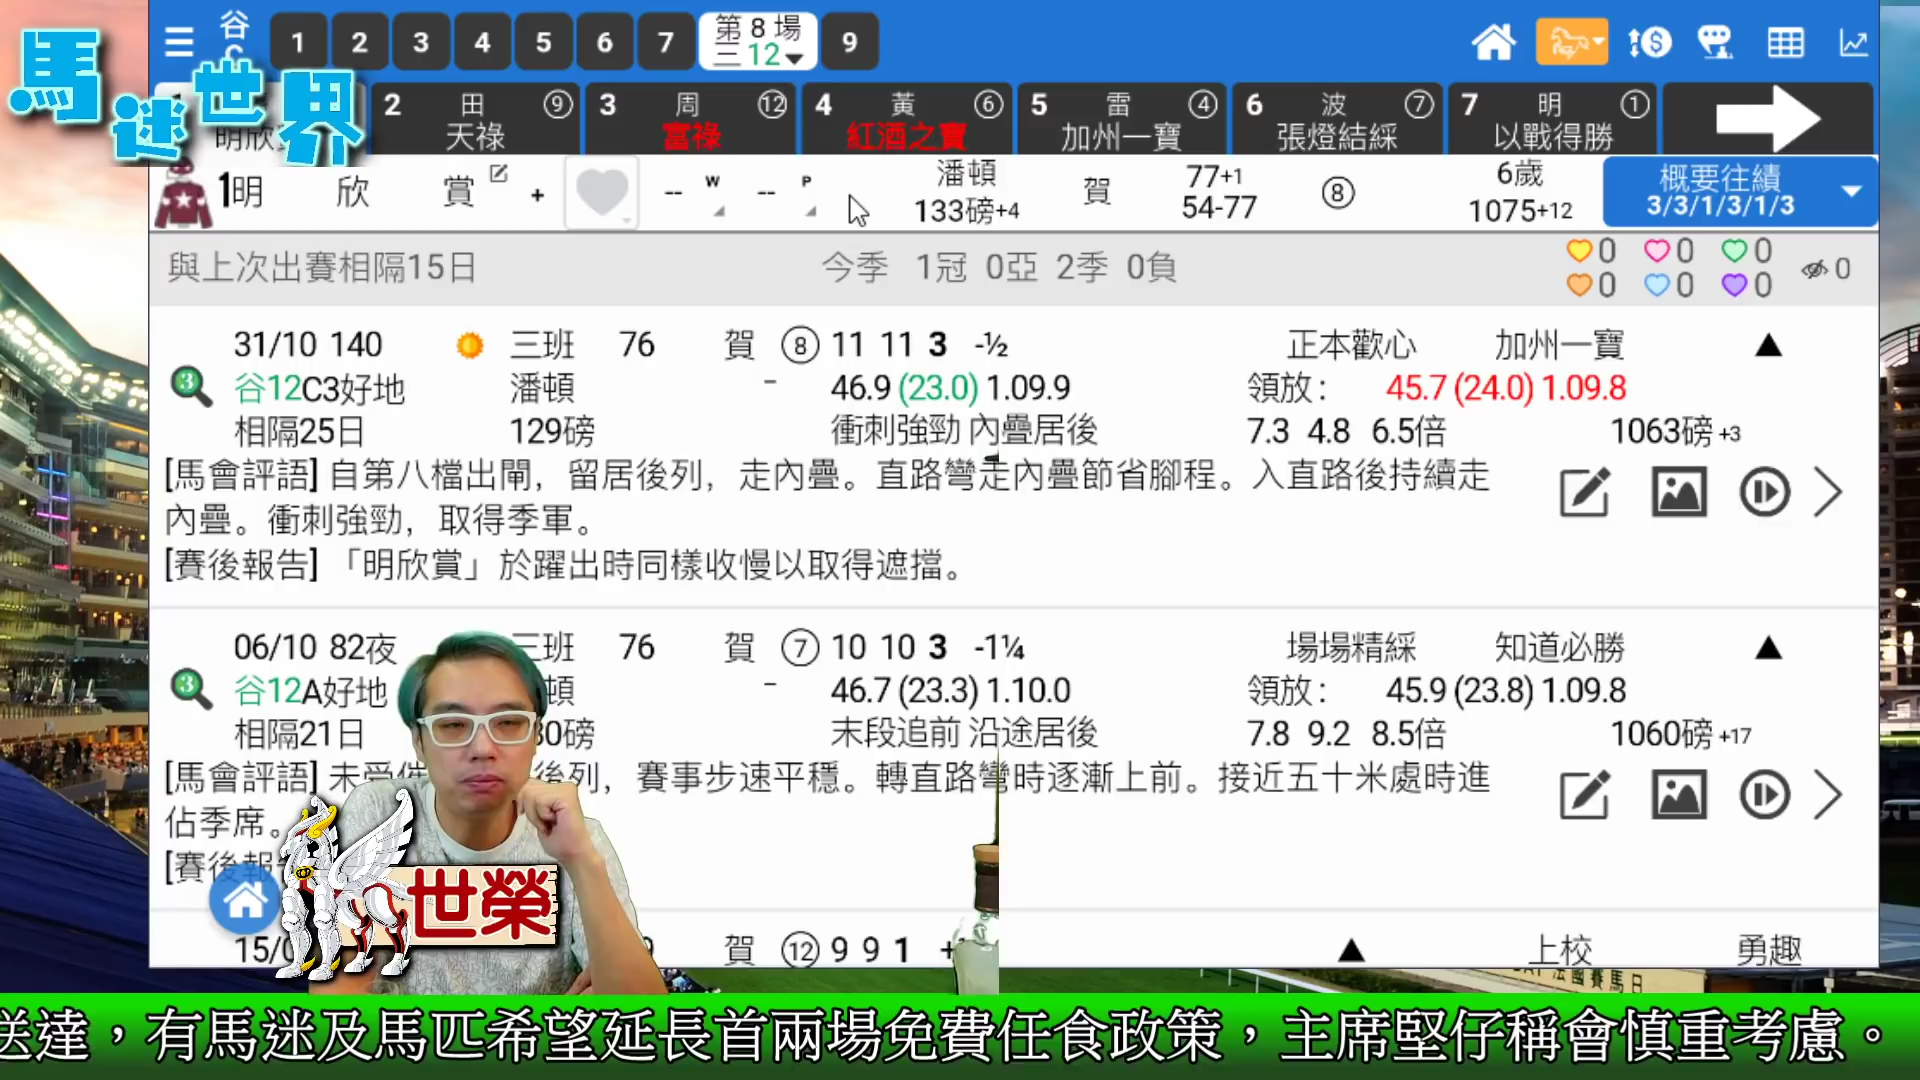 馬迷世界
谷
C
1 2 3 4 5 6 7 第 8 場 三 12 9
明欣
2 田 ⑨ 天祿
3 周 ⑫ 富祿
4 黃 ⑥ 紅酒之寶
5 雷 ④ 加州一寶
6 波 ⑦ 張燈結綵
7 明 ① 以戰得勝
1明 欣 賞 + -- W -- P 潘頓 133磅+4 賀 77+1 54-77 ⑧ 6歲 1075+12 概要往績 3/3/1/3/1/3
與上次出賽相隔15日 今季 1冠 0亞 2季 0負 0 0 0 0 0 0 0
31/10 140 三班 76 賀 ⑧ 11 11 3 -½ 正本歡心 加州一寶 ▲
3 谷12C3好地 潘頓 - 46.9 (23.0) 1.09.9 領放： 45.7 (24.0) 1.09.8
相隔25日 129磅 衝刺強勁 內疊居後 7.3 4.8 6.5倍 1063磅 +3
[馬會評語] 自第八檔出閘，留居後列，走內疊。直路彎走內疊節省腳程。入直路後持續走
內疊。衝刺強勁，取得季軍。
[賽後報告] 「明欣賞」於躍出時同樣收慢以取得遮擋。
06/10 82夜 三班 76 賀 ⑦ 10 10 3 -1¼ 場場精綵 知道必勝 ▲
3 谷12A好地 頓 - 46.7 (23.3) 1.10.0 領放： 45.9 (23.8) 1.09.8
相隔21日 30磅 末段追前 沿途居後 7.8 9.2 8.5倍 1060磅 +17
[馬會評語] 未受催 後列，賽事步速平穩。轉直路彎時逐漸上前。接近五十米處時進
佔季席。
[賽後報
世榮
15/0 賀 ⑫ 9 9 1 + ▲ 上校 勇趣
送達，有馬迷及馬匹希望延長首兩場免費任食政策，主席堅仔稱會慎重考慮。